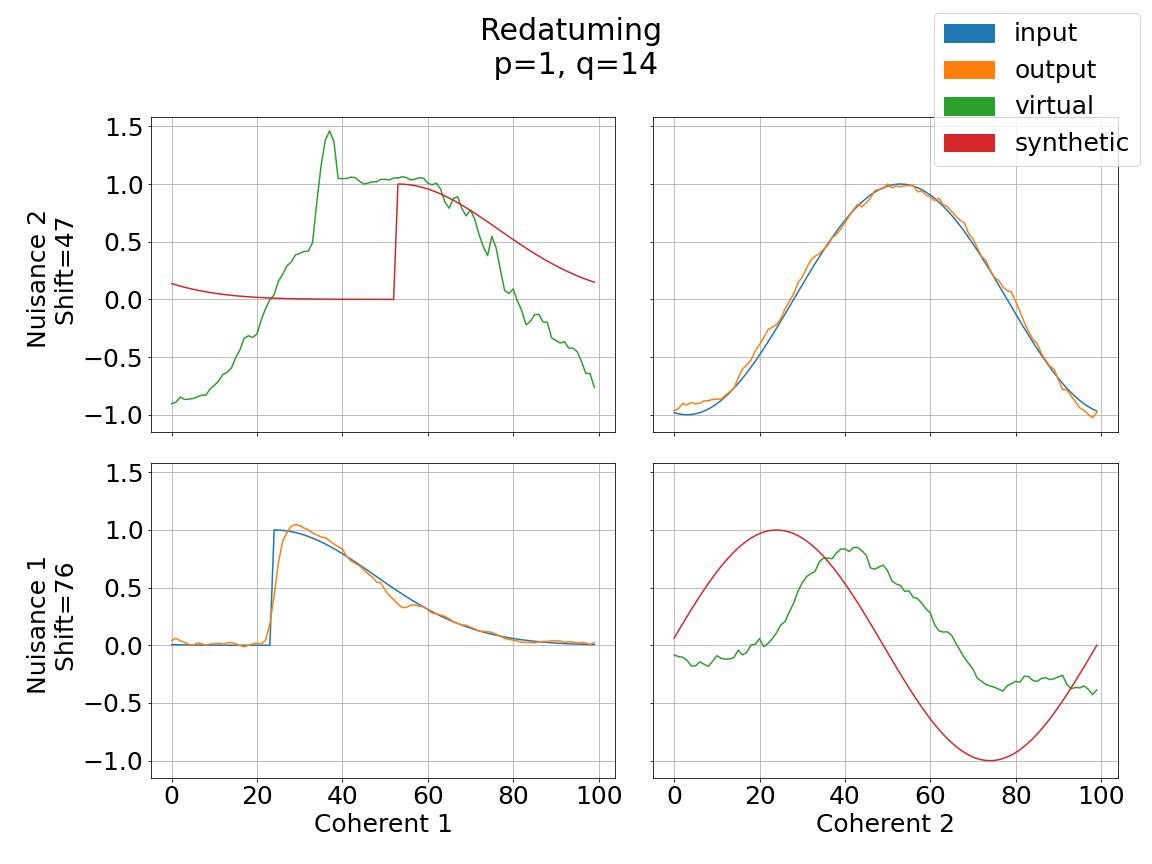 Redatuming
p=1, q=14
input
output
virtual
synthetic
Nuisance 2
Shift=47
1.5
1.0
0.5
0.0
−0.5
−1.0
Nuisance 1
Shift=76
1.5
1.0
0.5
0.0
−0.5
−1.0
0 20 40 60 80 100
Coherent 1
0 20 40 60 80 100
Coherent 2